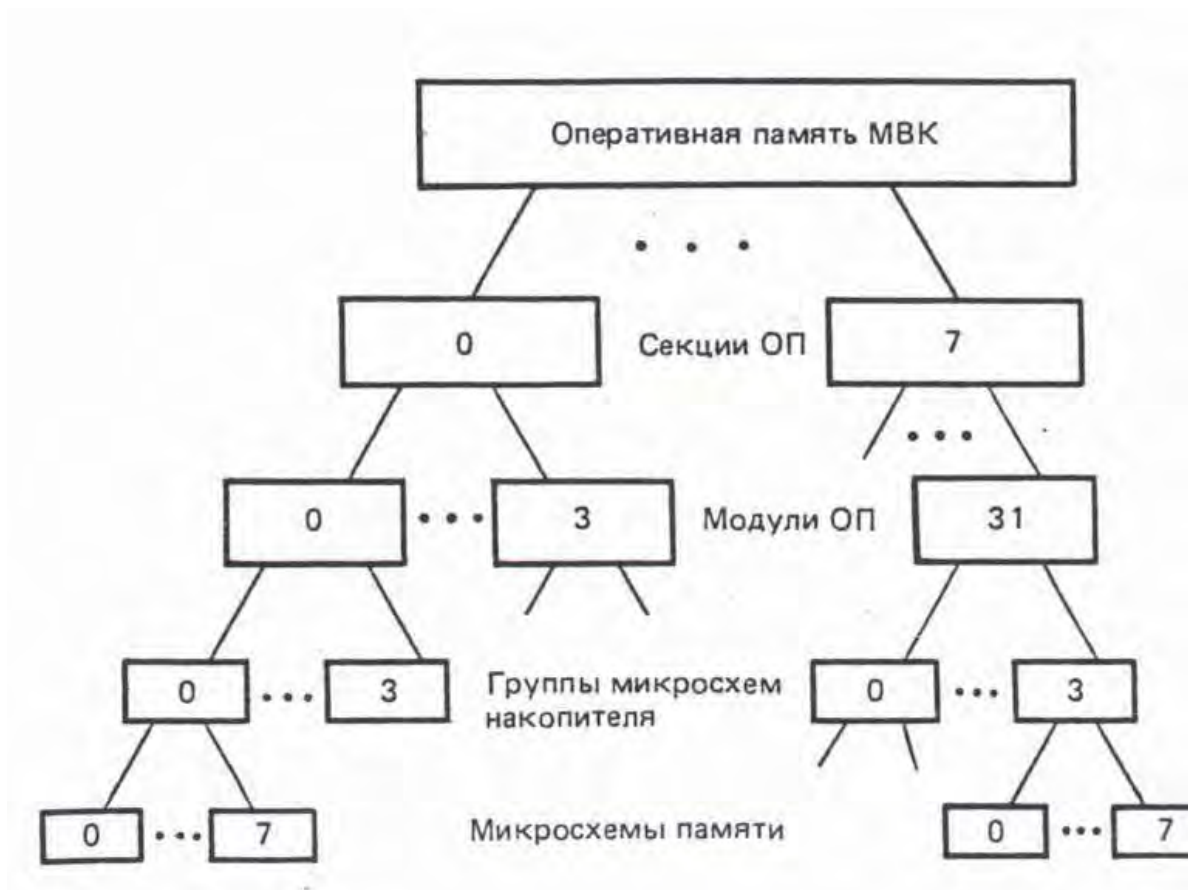 Оперативная память МВК
0 Секции ОП 7
0 ••• 3 Модули ОП 31
0 ••• 3 Группы микросхем накопителя 0 ••• 3
0 ••• 7 Микросхемы памяти 0 ••• 7